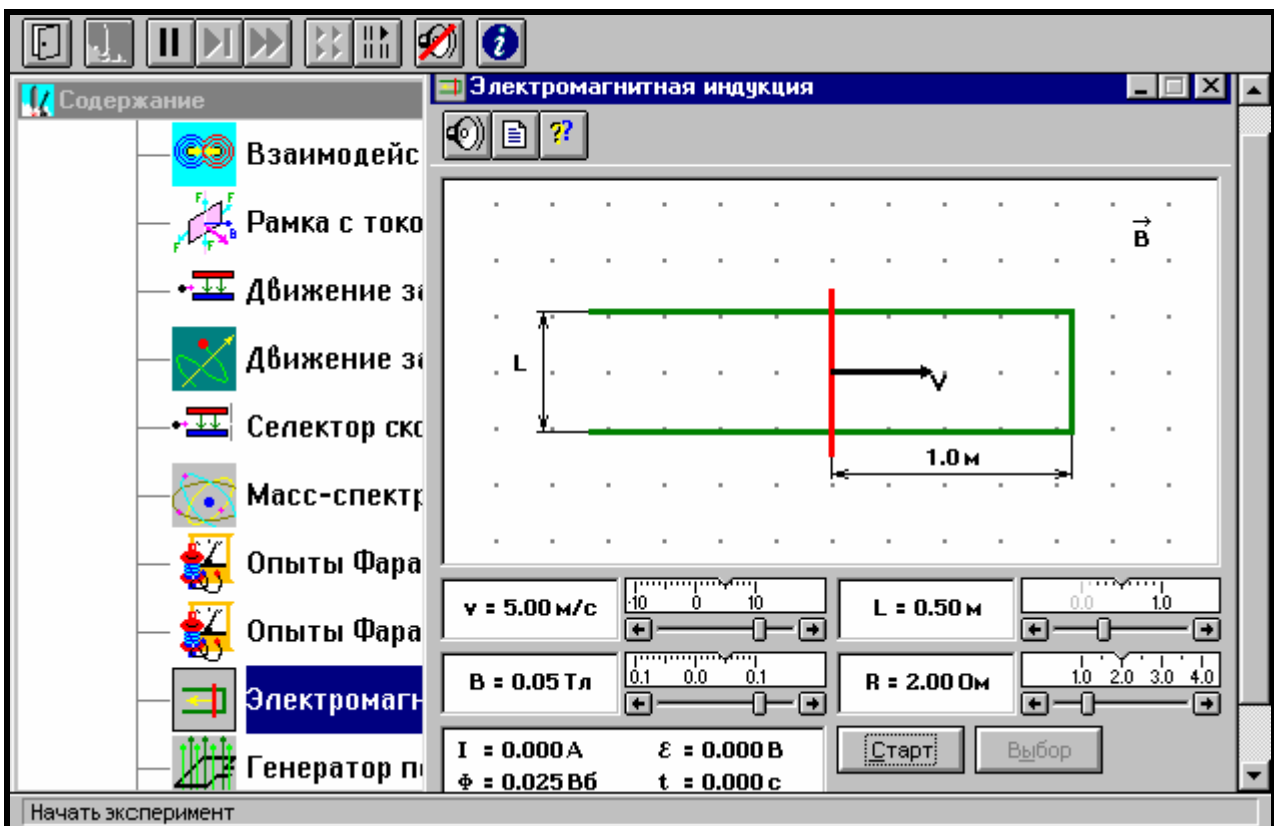 Содержание
Взаимодейс
Рамка с токо
Движение за
Движение за
Селектор ско
Масс-спектр
Опыты Фара
Опыты Фара
Электромагн
Генератор п
Электромагнитная индукция
B
L
V
1.0 м
v = 5.00 м/с
-10 0 10
L = 0.50 м
0.0 1.0
B = 0.05 Тл
0.1 0.0 0.1
R = 2.00 Ом
1.0 2.0 3.0 4.0
I = 0.000 А ℰ = 0.000 В
Φ = 0.025 Вб t = 0.000 с
Старт
Выбор
Начать эксперимент